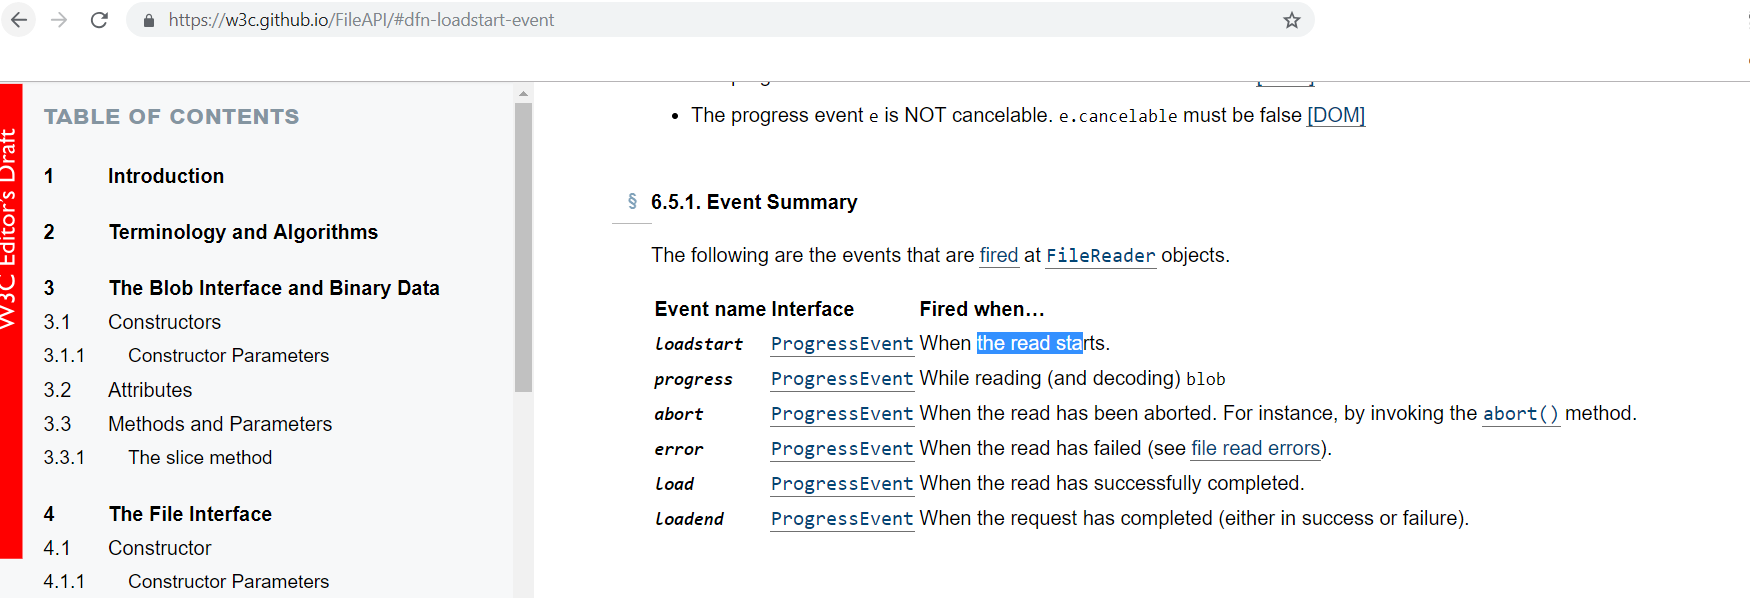 https://w3c.github.io/FileAPI/#dfn-loadstart-event
W3C Editor's Draft
TABLE OF CONTENTS
1 Introduction
2 Terminology and Algorithms
3 The Blob Interface and Binary Data
3.1 Constructors
3.1.1 Constructor Parameters
3.2 Attributes
3.3 Methods and Parameters
3.3.1 The slice method
4 The File Interface
4.1 Constructor
4.1.1 Constructor Parameters
• The progress event e is NOT cancelable. e.cancelable must be false [DOM]
§ 6.5.1. Event Summary
The following are the events that are fired at FileReader objects.
Event name Interface Fired when…
loadstart ProgressEvent When the read starts.
progress ProgressEvent While reading (and decoding) blob
abort ProgressEvent When the read has been aborted. For instance, by invoking the abort() method.
error ProgressEvent When the read has failed (see file read errors).
load ProgressEvent When the read has successfully completed.
loadend ProgressEvent When the request has completed (either in success or failure).